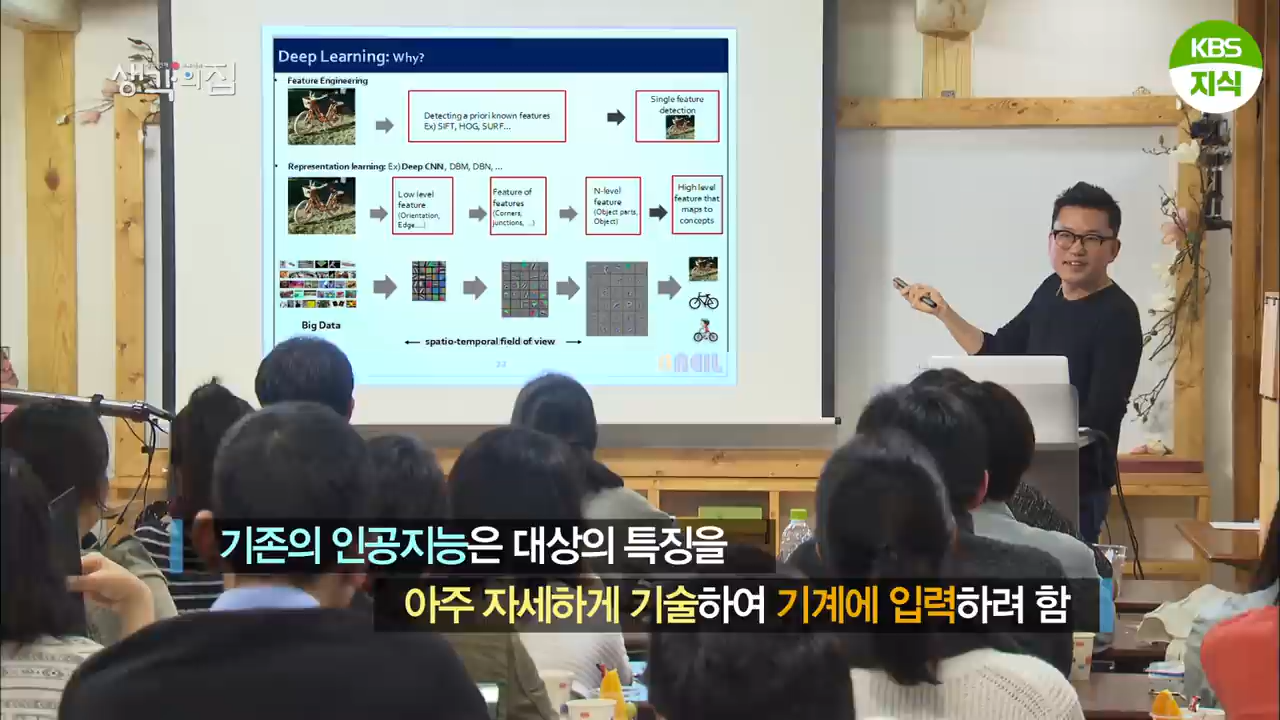 생각의집
KBS
지식
Deep Learning: Why?
Feature Engineering
Detecting a priori known features
Ex) SIFT, HOG, SURF...
Single feature
detection
Representation learning: Ex) Deep CNN, DBM, DBN, ...
Low level
feature
(Orientation,
Edge,...)
Feature of
features
(Corners,
junctions, ...)
N-level
feature
(Object parts,
Object)
High level
feature that
maps to
concepts
Big Data
spatio-temporal field of view
기존의 인공지능은 대상의 특징을
아주 자세하게 기술하여 기계에 입력하려 함